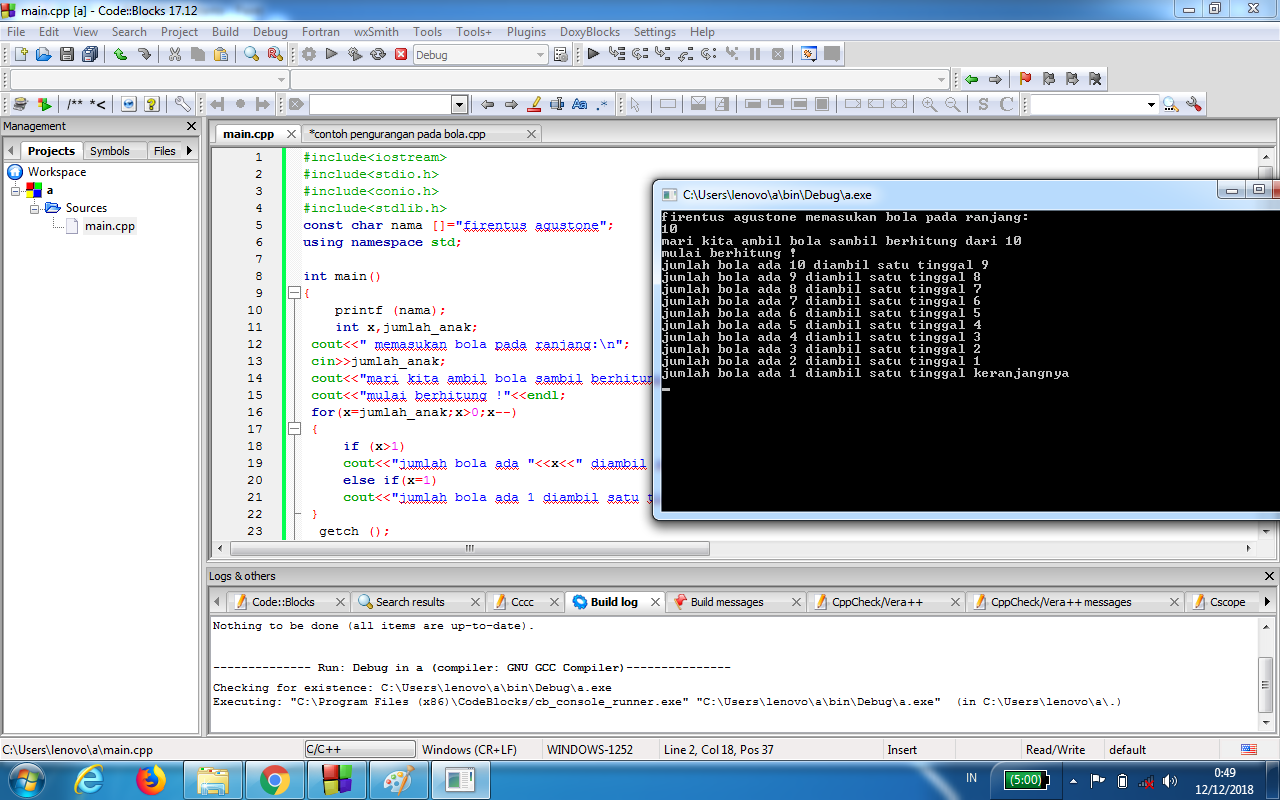 main.cpp [a] - Code::Blocks 17.12
File Edit View Search Project Build Debug Fortran wxSmith Tools Tools+ Plugins DoxyBlocks Settings Help
Debug
/** *<
Aa .*
S C
Management
Projects Symbols Files
Workspace
a
Sources
main.cpp
main.cpp *contoh pengurangan pada bola.cpp
1 #include<iostream>
2 #include<stdio.h>
3 #include<conio.h>
4 #include<stdlib.h>
5 const char nama []="firentus agustone";
6 using namespace std;
7
8 int main()
9 {
10 printf (nama);
11 int x,jumlah_anak;
12 cout<<" memasukan bola pada ranjang:\n";
13 cin>>jumlah_anak;
14 cout<<"mari kita ambil bola sambil berhitun
15 cout<<"mulai berhitung !"<<endl;
16 for(x=jumlah_anak;x>0;x--)
17 {
18 if (x>1)
19 cout<<"jumlah bola ada "<<x<<" diambil
20 else if(x=1)
21 cout<<"jumlah bola ada 1 diambil satu t
22 }
23 getch ();
C:\Users\lenovo\a\bin\Debug\a.exe
firentus agustone memasukan bola pada ranjang:
10
mari kita ambil bola sambil berhitung dari 10
mulai berhitung !
jumlah bola ada 10 diambil satu tinggal 9
jumlah bola ada 9 diambil satu tinggal 8
jumlah bola ada 8 diambil satu tinggal 7
jumlah bola ada 7 diambil satu tinggal 6
jumlah bola ada 6 diambil satu tinggal 5
jumlah bola ada 5 diambil satu tinggal 4
jumlah bola ada 4 diambil satu tinggal 3
jumlah bola ada 3 diambil satu tinggal 2
jumlah bola ada 2 diambil satu tinggal 1
jumlah bola ada 1 diambil satu tinggal keranjangnya
Logs & others
Code::Blocks Search results Cccc Build log Build messages CppCheck/Vera++ CppCheck/Vera++ messages Cscope
Nothing to be done (all items are up-to-date).
-------------- Run: Debug in a (compiler: GNU GCC Compiler)---------------
Checking for existence: C:\Users\lenovo\a\bin\Debug\a.exe
Executing: "C:\Program Files (x86)\CodeBlocks/cb_console_runner.exe" "C:\Users\lenovo\a\bin\Debug\a.exe" (in C:\Users\lenovo\a\.)
C:\Users\lenovo\a\main.cpp C/C++ Windows (CR+LF) WINDOWS-1252 Line 2, Col 18, Pos 37 Insert Read/Write default
IN (5:00) 0:49
12/12/2018